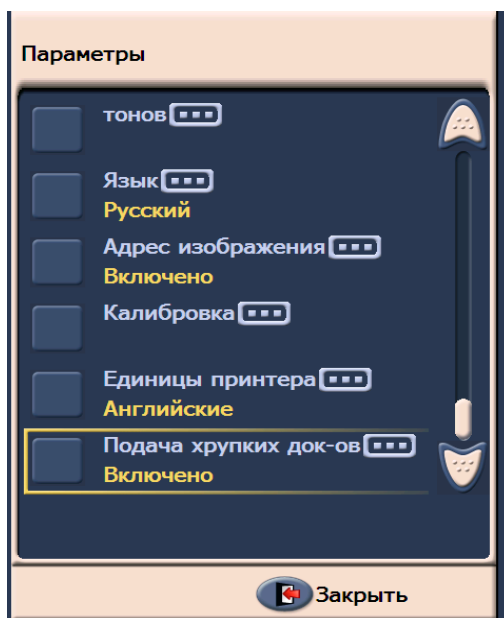 Параметры
тонов
Язык
Русский
Адрес изображения
Включено
Калибровка
Единицы принтера
Английские
Подача хрупких док-ов
Включено
Закрыть